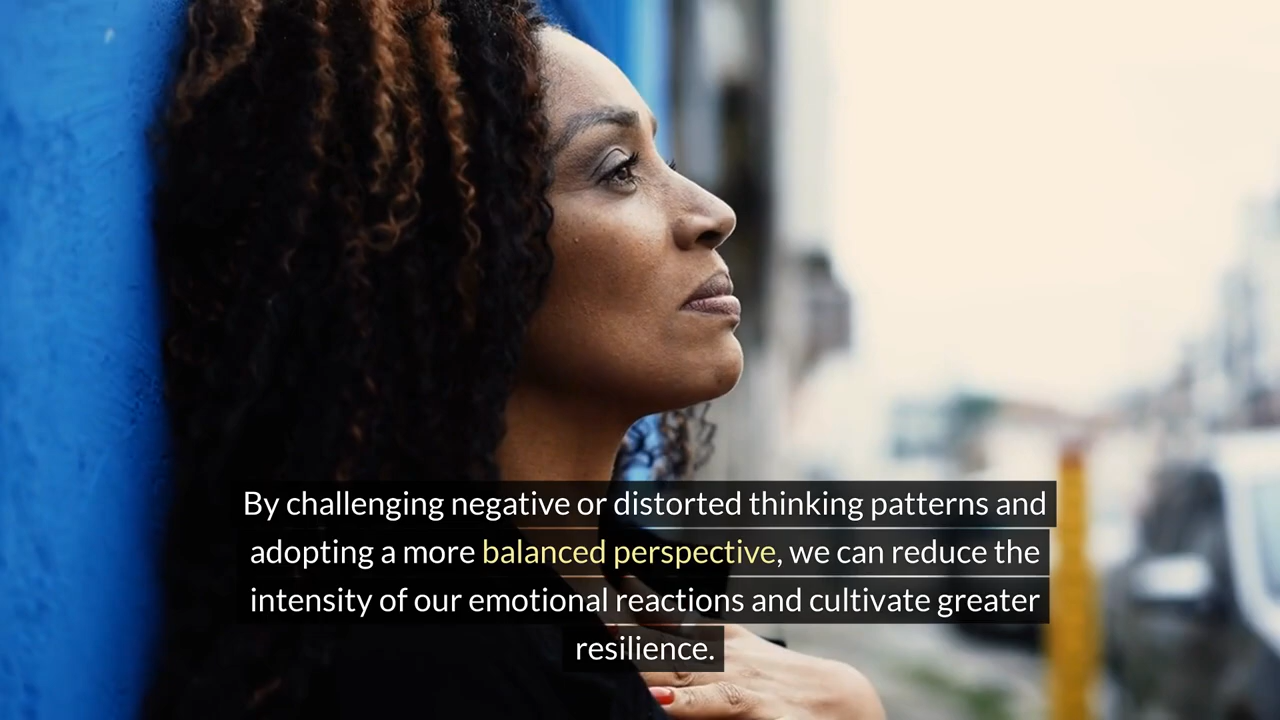 By challenging negative or distorted thinking patterns and
adopting a more balanced perspective, we can reduce the
intensity of our emotional reactions and cultivate greater
resilience.